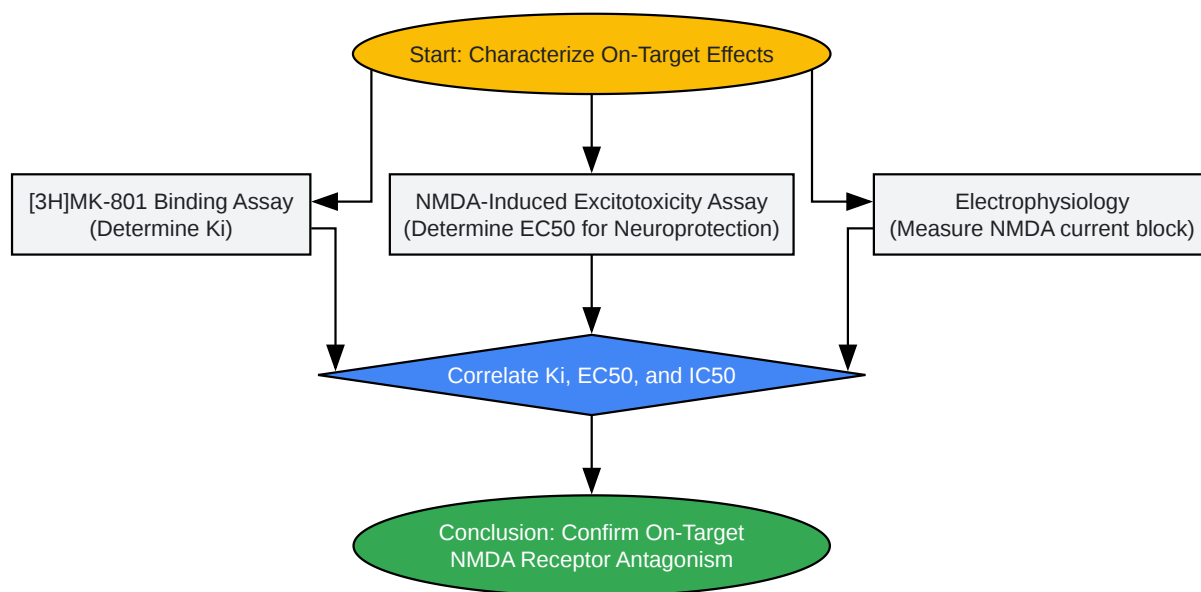 Start: Characterize On-Target Effects
[3H]MK-801 Binding Assay
(Determine Ki)
NMDA-Induced Excitotoxicity Assay
(Determine EC50 for Neuroprotection)
Electrophysiology
(Measure NMDA current block)
Correlate Ki, EC50, and IC50
Conclusion: Confirm On-Target
NMDA Receptor Antagonism